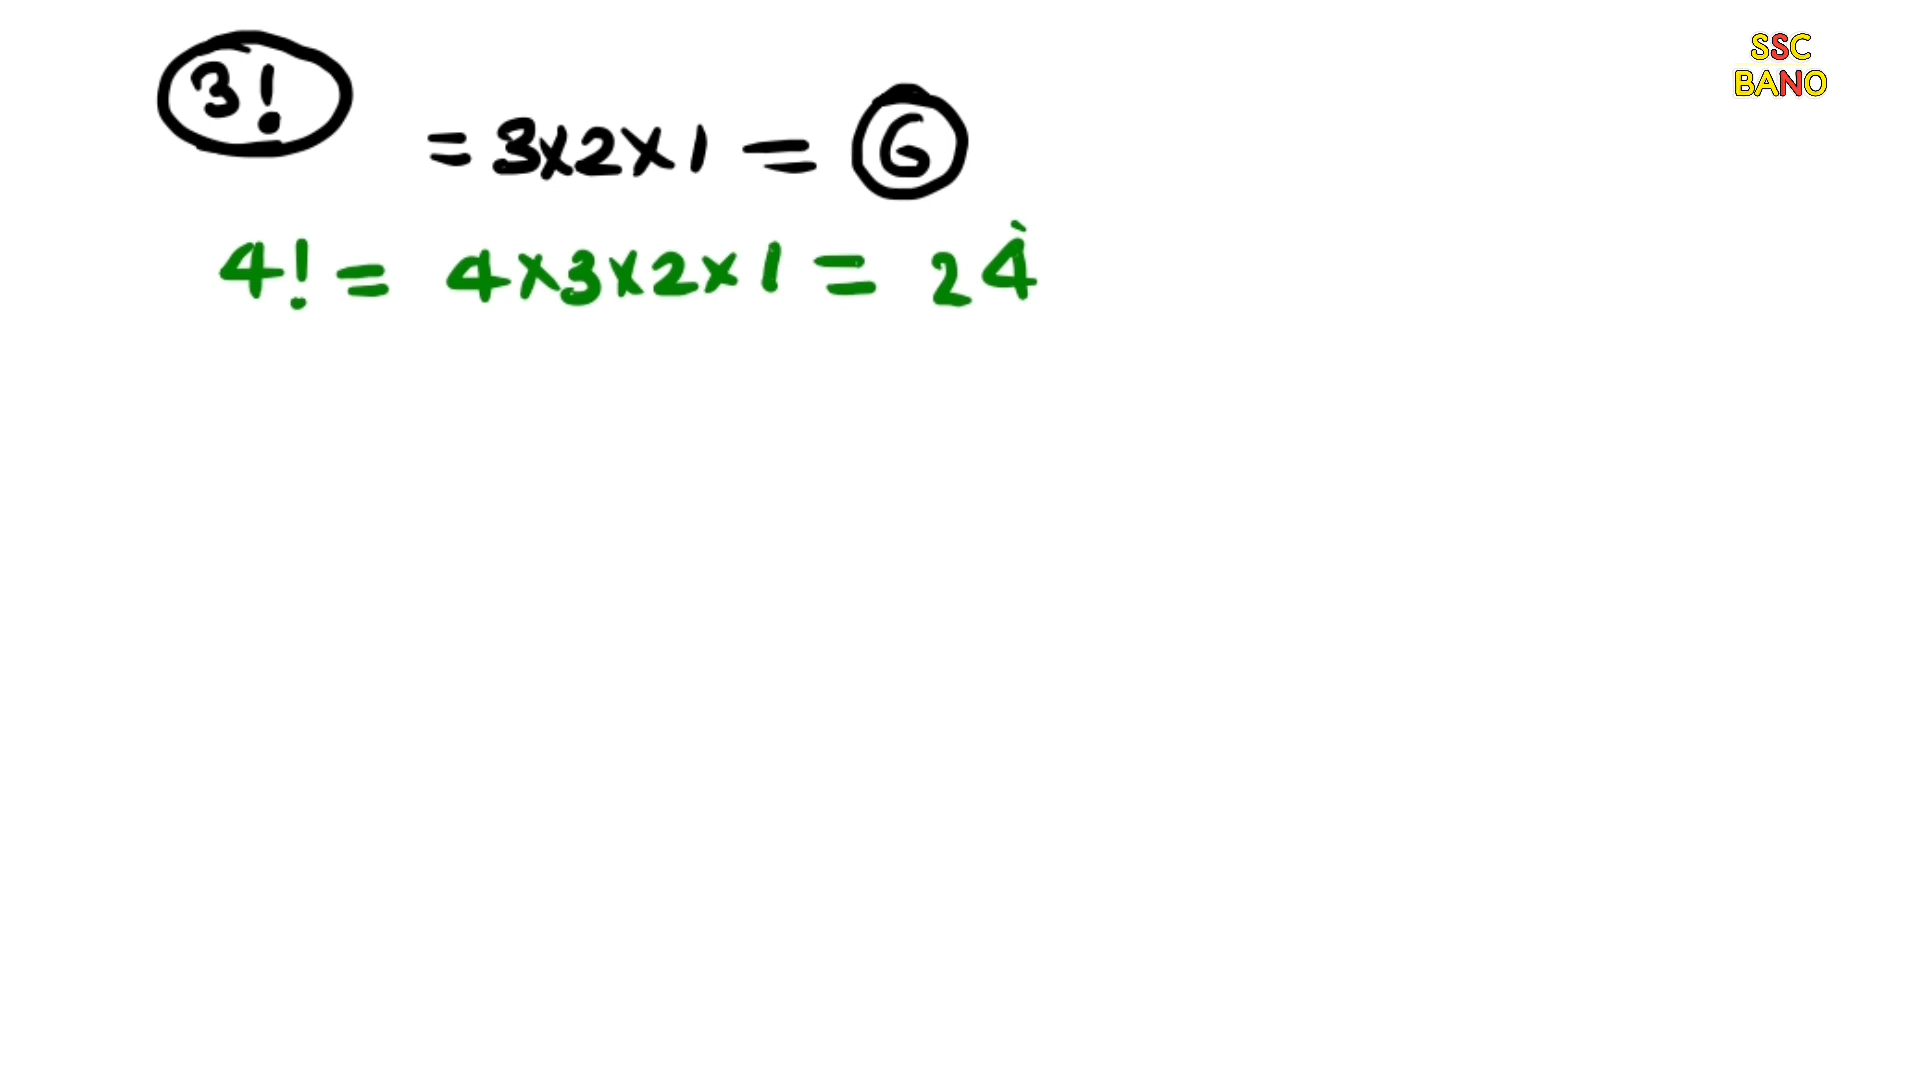 3! = 3x2x1 = 6
4! = 4x3x2x1 = 24
SSC
BANO